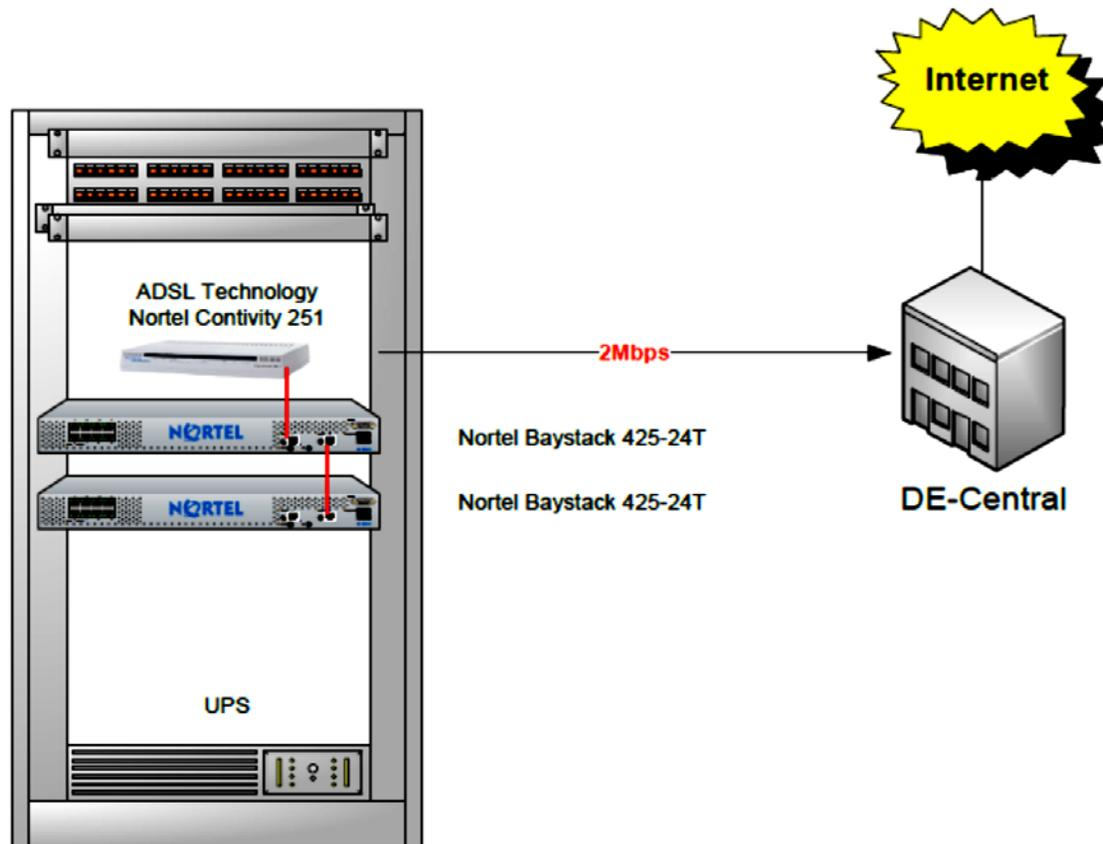 Internet
ADSL Technology
Nortel Contivity 251
2Mbps
NORTEL
Nortel Baystack 425-24T
NORTEL
Nortel Baystack 425-24T
DE-Central
UPS